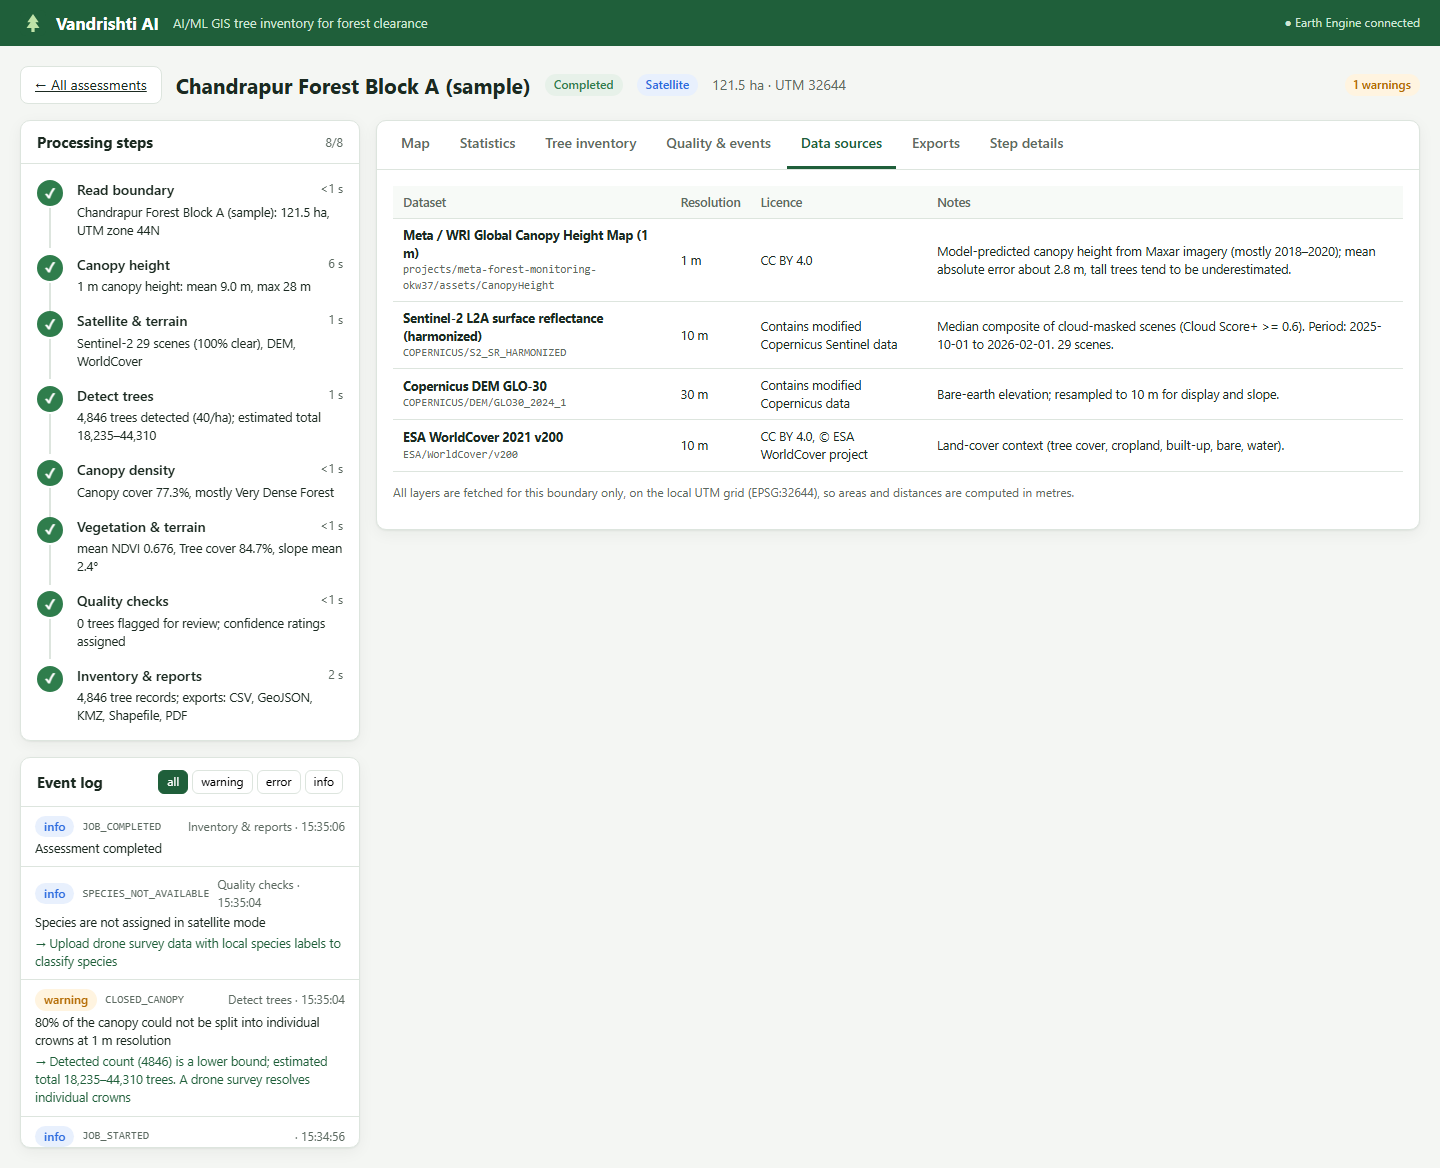 Vandrishti AI AI/ML GIS tree inventory for forest clearance
● Earth Engine connected
← All assessments
Chandrapur Forest Block A (sample) Completed Satellite 121.5 ha · UTM 32644
1 warnings
Processing steps 8/8
Read boundary <1 s
Chandrapur Forest Block A (sample): 121.5 ha,
UTM zone 44N
Canopy height 6 s
1 m canopy height: mean 9.0 m, max 28 m
Satellite & terrain 1 s
Sentinel-2 29 scenes (100% clear), DEM,
WorldCover
Detect trees 1 s
4,846 trees detected (40/ha); estimated total
18,235–44,310
Canopy density <1 s
Canopy cover 77.3%, mostly Very Dense Forest
Vegetation & terrain <1 s
mean NDVI 0.676, Tree cover 84.7%, slope mean
2.4°
Quality checks <1 s
0 trees flagged for review; confidence ratings
assigned
Inventory & reports 2 s
4,846 tree records; exports: CSV, GeoJSON,
KMZ, Shapefile, PDF
Event log all warning error info
info JOB_COMPLETED Inventory & reports · 15:35:06
Assessment completed
info SPECIES_NOT_AVAILABLE Quality checks ·
15:35:04
Species are not assigned in satellite mode
→ Upload drone survey data with local species labels to
classify species
warning CLOSED_CANOPY Detect trees · 15:35:04
80% of the canopy could not be split into individual
crowns at 1 m resolution
→ Detected count (4846) is a lower bound; estimated
total 18,235–44,310 trees. A drone survey resolves
individual crowns
info JOB_STARTED · 15:34:56
Map Statistics Tree inventory Quality & events Data sources Exports Step details
Dataset Resolution Licence Notes
Meta / WRI Global Canopy Height Map (1
m)
projects/meta-forest-monitoring-
okw37/assets/CanopyHeight
1 m
CC BY 4.0
Model-predicted canopy height from Maxar imagery (mostly 2018–2020); mean
absolute error about 2.8 m, tall trees tend to be underestimated.
Sentinel-2 L2A surface reflectance
(harmonized)
COPERNICUS/S2_SR_HARMONIZED
10 m
Contains modified
Copernicus Sentinel data
Median composite of cloud-masked scenes (Cloud Score+ >= 0.6). Period: 2025-
10-01 to 2026-02-01. 29 scenes.
Copernicus DEM GLO-30
COPERNICUS/DEM/GLO30_2024_1
30 m
Contains modified
Copernicus data
Bare-earth elevation; resampled to 10 m for display and slope.
ESA WorldCover 2021 v200
ESA/WorldCover/v200
10 m
CC BY 4.0, © ESA
WorldCover project
Land-cover context (tree cover, cropland, built-up, bare, water).
All layers are fetched for this boundary only, on the local UTM grid (EPSG:32644), so areas and distances are computed in metres.